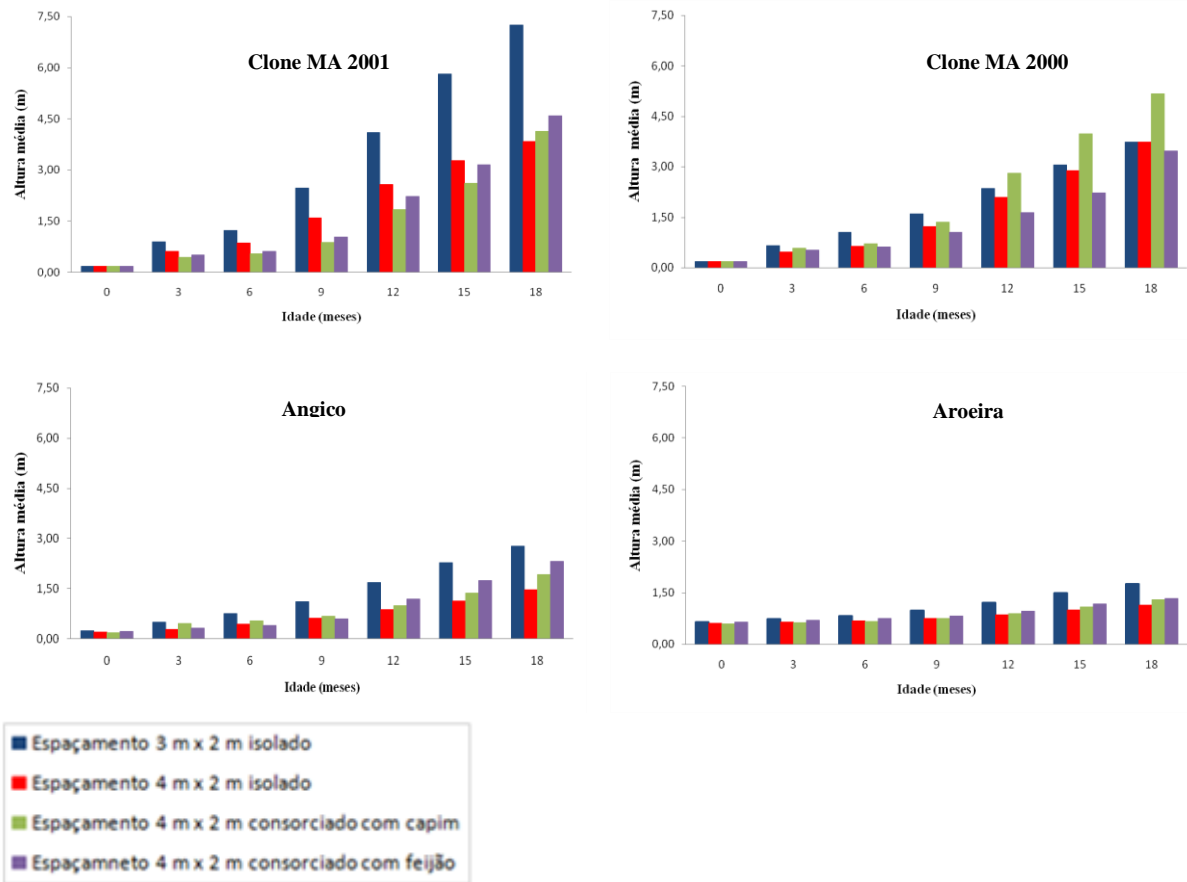 Clone MA 2001
Altura média (m)
7,50
6,00
4,50
3,00
1,50
0,00
0 3 6 9 12 15 18
Idade (meses)
Clone MA 2000
Altura média (m)
7,50
6,00
4,50
3,00
1,50
0,00
0 3 6 9 12 15 18
Idade (meses)
Angico
Altura média (m)
7,50
6,00
4,50
3,00
1,50
0,00
0 3 6 9 12 15 18
Idade (meses)
Aroeira
Altura média (m)
7,50
6,00
4,50
3,00
1,50
0,00
0 3 6 9 12 15 18
Idade (meses)
Espaçamento 3 m x 2 m isolado
Espaçamento 4 m x 2 m isolado
Espaçamento 4 m x 2 m consorciado com capim
Espaçamneto 4 m x 2 m consorciado com feijão